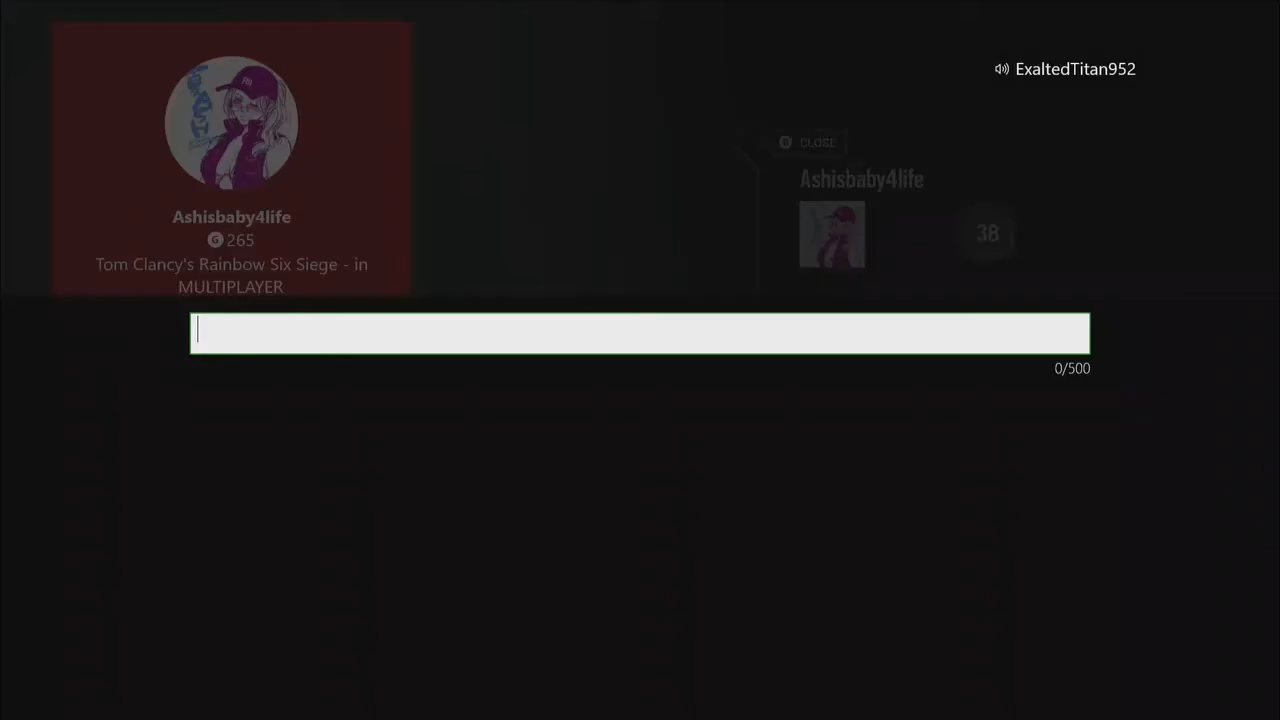 ExaltedTitan952
CLOSE
Ashisbaby4life
38
Ashisbaby4life
G 265
Tom Clancy's Rainbow Six Siege - in
MULTIPLAYER
0/500